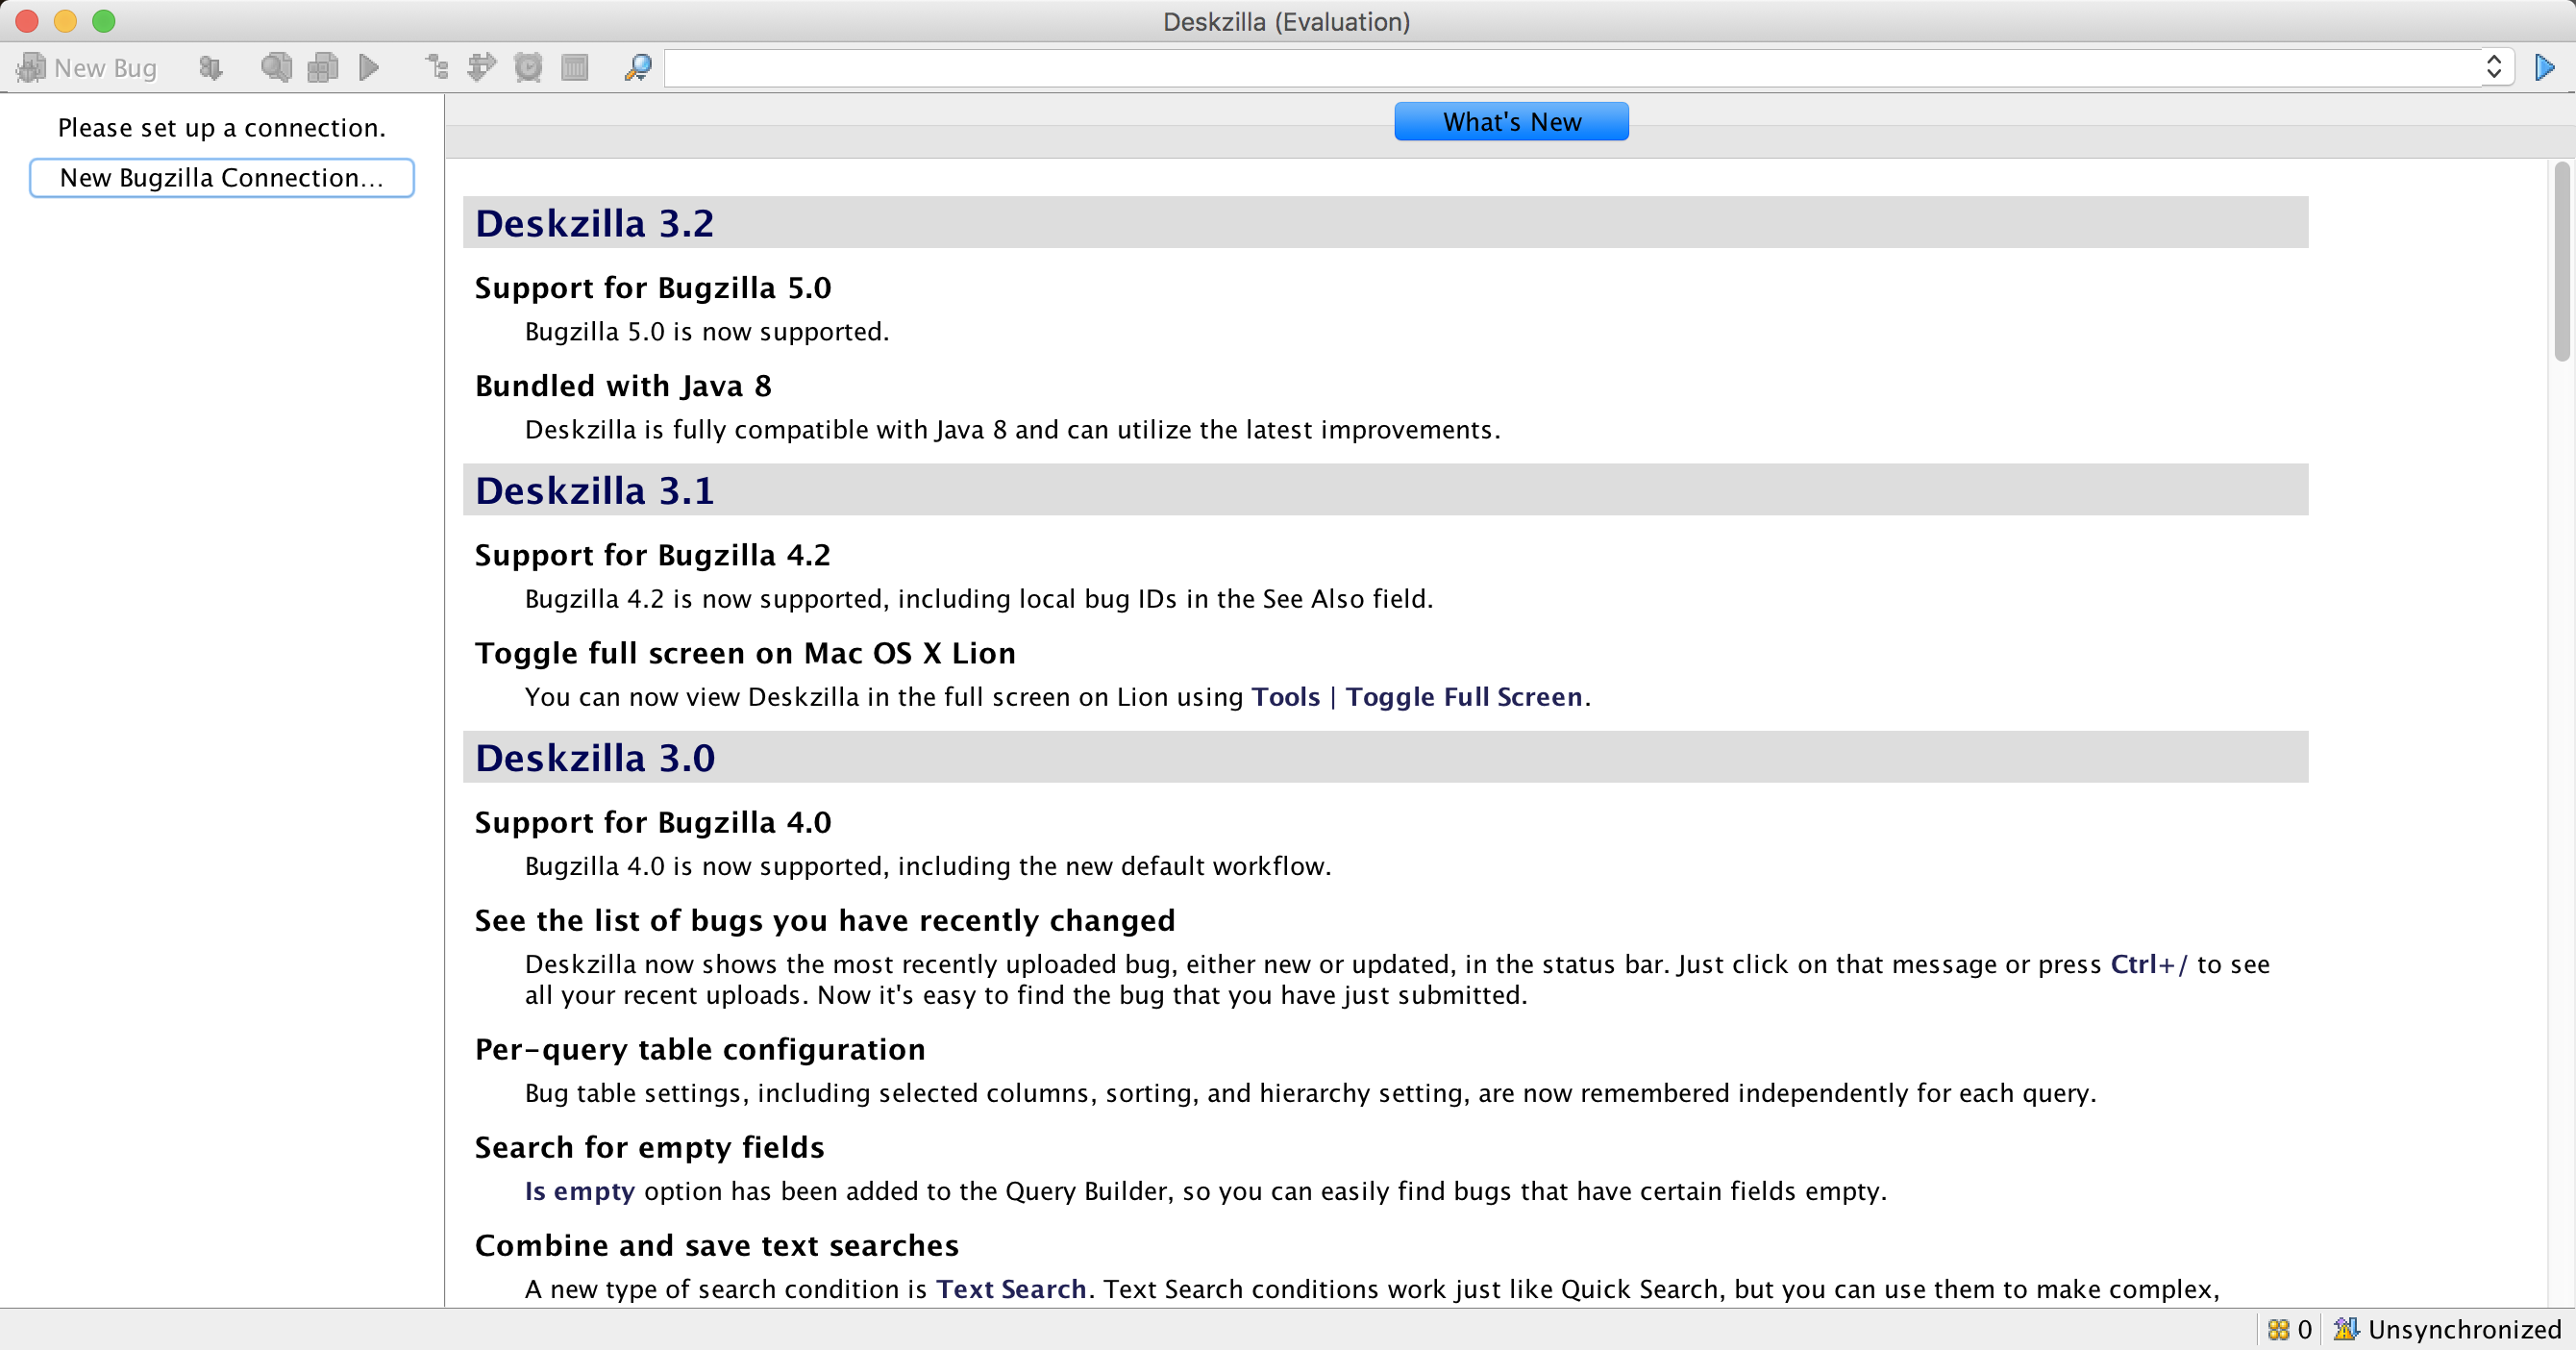 Deskzilla (Evaluation)
New Bug
Please set up a connection.
New Bugzilla Connection...
What's New
Deskzilla 3.2
Support for Bugzilla 5.0
Bugzilla 5.0 is now supported.
Bundled with Java 8
Deskzilla is fully compatible with Java 8 and can utilize the latest improvements.
Deskzilla 3.1
Support for Bugzilla 4.2
Bugzilla 4.2 is now supported, including local bug IDs in the See Also field.
Toggle full screen on Mac OS X Lion
You can now view Deskzilla in the full screen on Lion using Tools | Toggle Full Screen.
Deskzilla 3.0
Support for Bugzilla 4.0
Bugzilla 4.0 is now supported, including the new default workflow.
See the list of bugs you have recently changed
Deskzilla now shows the most recently uploaded bug, either new or updated, in the status bar. Just click on that message or press Ctrl+/ to see
all your recent uploads. Now it's easy to find the bug that you have just submitted.
Per-query table configuration
Bug table settings, including selected columns, sorting, and hierarchy setting, are now remembered independently for each query.
Search for empty fields
Is empty option has been added to the Query Builder, so you can easily find bugs that have certain fields empty.
Combine and save text searches
A new type of search condition is Text Search. Text Search conditions work just like Quick Search, but you can use them to make complex,
0
Unsynchronized